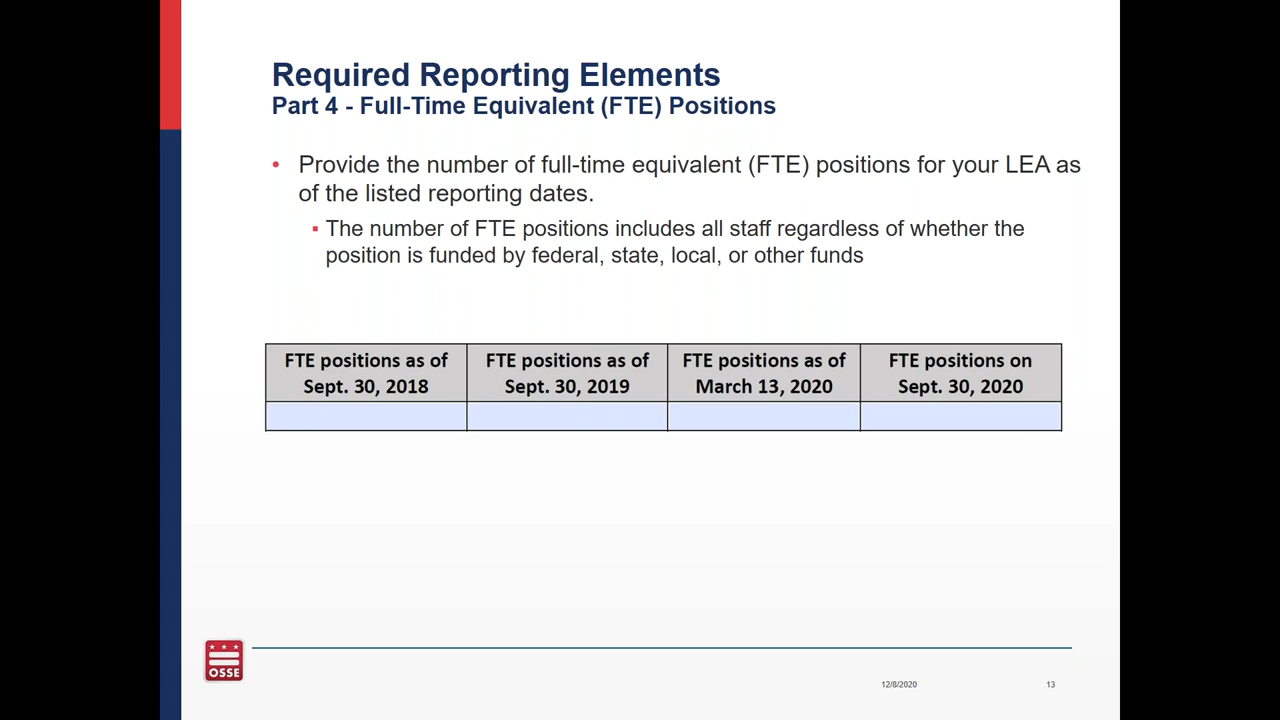 Required Reporting Elements
Part 4 - Full-Time Equivalent (FTE) Positions
• Provide the number of full-time equivalent (FTE) positions for your LEA as
of the listed reporting dates.
▪ The number of FTE positions includes all staff regardless of whether the
position is funded by federal, state, local, or other funds
FTE positions as of
Sept. 30, 2018
FTE positions as of
Sept. 30, 2019
FTE positions as of
March 13, 2020
FTE positions on
Sept. 30, 2020
OSSE
12/8/2020
13